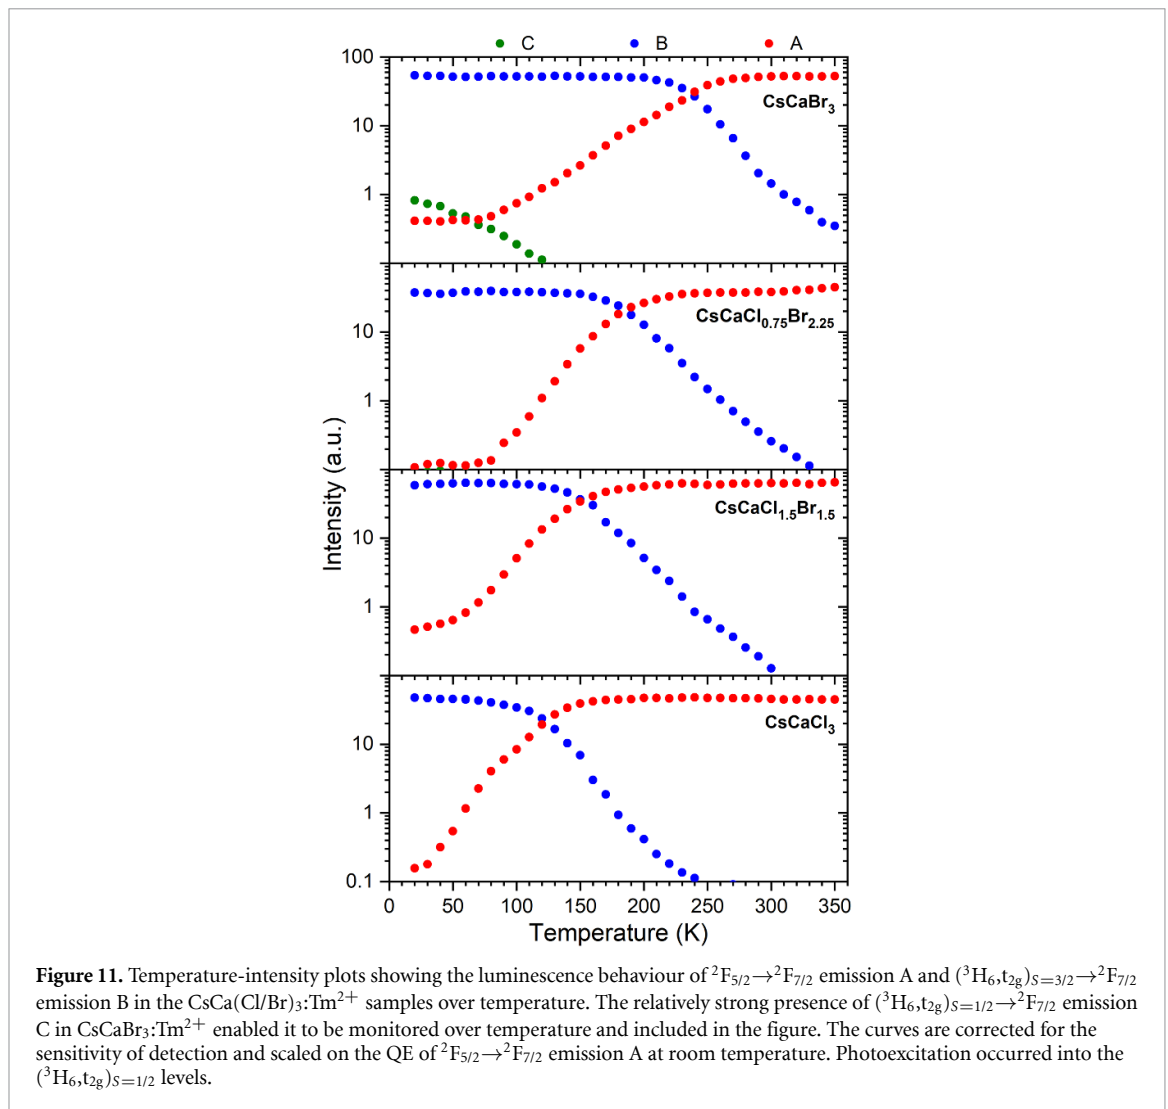 C B A
100
10
1
CsCaBr₃
10
1
CsCaCl₀.₇₅Br₂.₂₅
10
1
CsCaCl₁.₅Br₁.₅
10
1
0.1
CsCaCl₃
Intensity (a.u.)
0 50 100 150 200 250 300 350
Temperature (K)
Figure 11. Temperature-intensity plots showing the luminescence behaviour of ²F₅/₂→²F₇/₂ emission A and (³H₆,t₂g)S=3/2→²F₇/₂
emission B in the CsCa(Cl/Br)₃:Tm²⁺ samples over temperature. The relatively strong presence of (³H₆,t₂g)S=1/2→²F₇/₂ emission
C in CsCaBr₃:Tm²⁺ enabled it to be monitored over temperature and included in the figure. The curves are corrected for the
sensitivity of detection and scaled on the QE of ²F₅/₂→²F₇/₂ emission A at room temperature. Photoexcitation occurred into the
(³H₆,t₂g)S=1/2 levels.